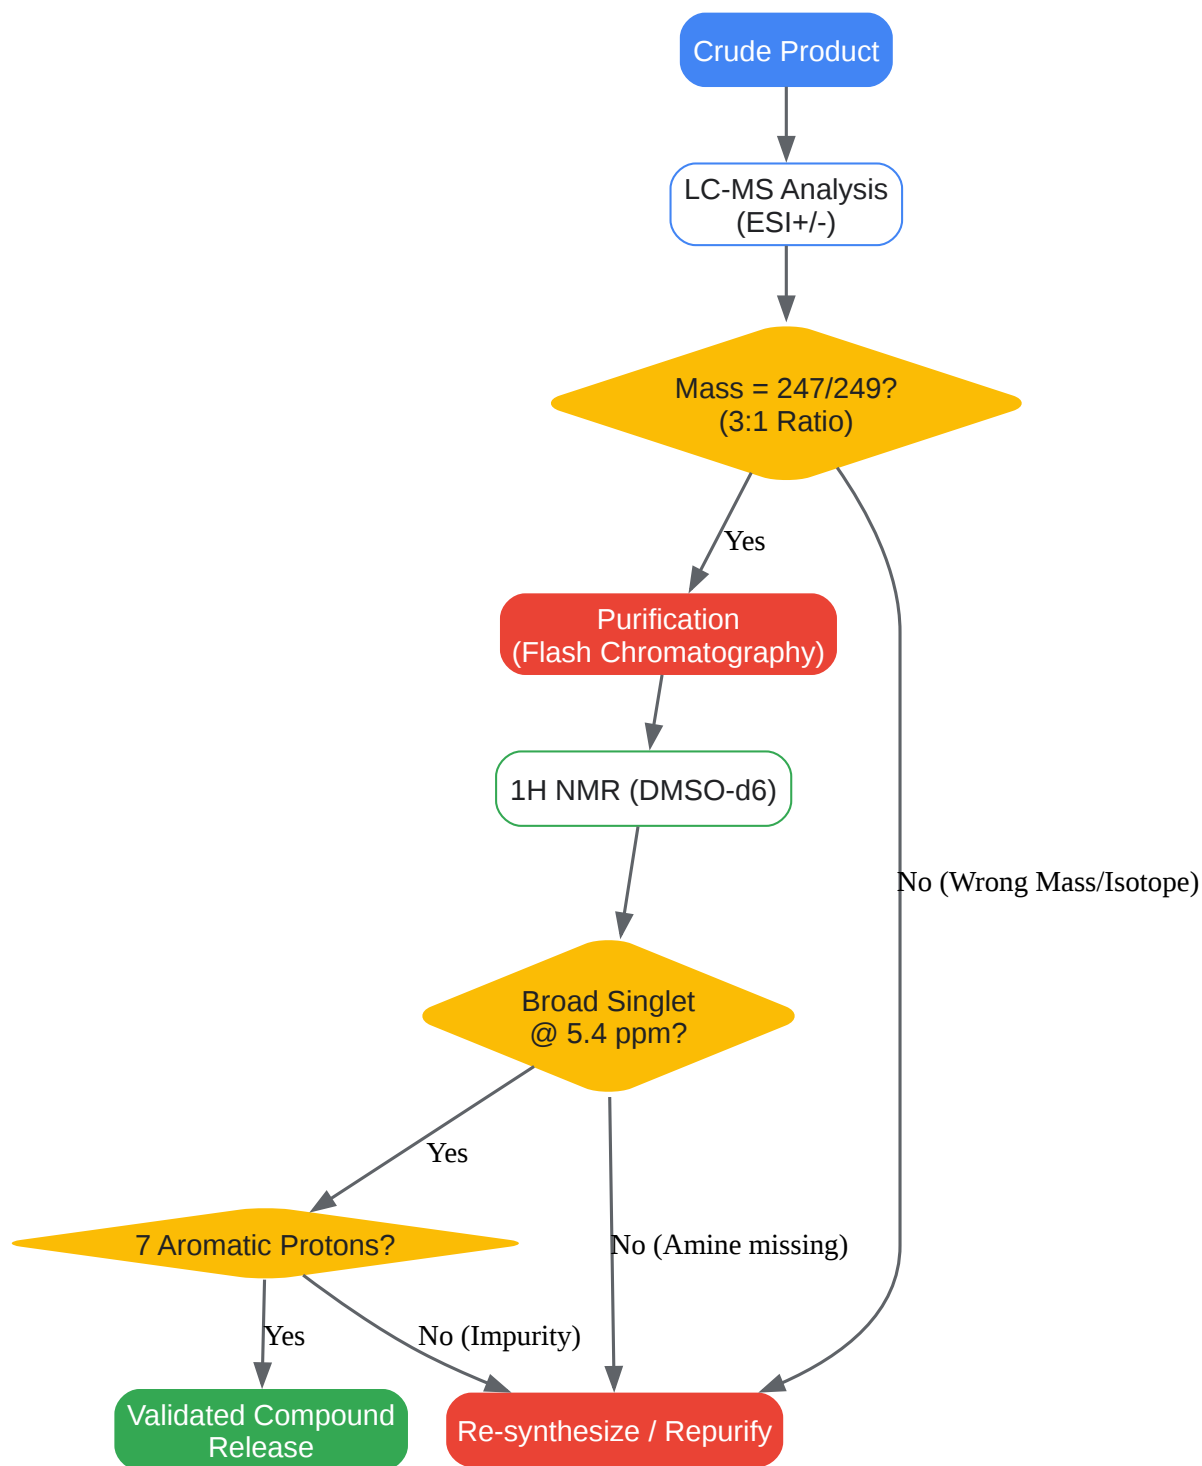 Crude Product
LC-MS Analysis
(ESI+/-)
Mass = 247/249?
(3:1 Ratio)
Yes
Purification
(Flash Chromatography)
1H NMR (DMSO-d6)
No (Wrong Mass/Isotope)
Broad Singlet
@ 5.4 ppm?
Yes
7 Aromatic Protons?
No (Amine missing)
Yes
No (Impurity)
Validated Compound
Release
Re-synthesize / Repurify